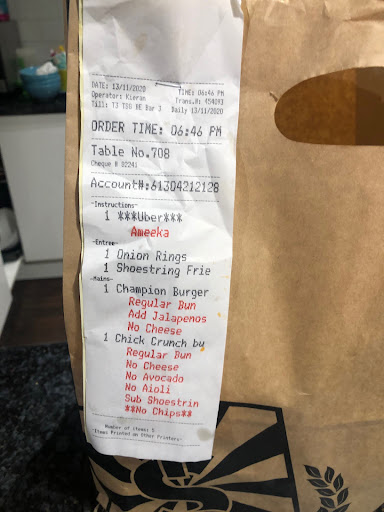 DATE: 13/11/2020 TIME: 06:46 PM
Operator: Kieran Trans.#: 454093
Till: T3 TGG BE Bar 3 Daily 13/11/2020
ORDER TIME: 06:46 PM
Table No.708
Cheque # 02241
Account#:61304212128
-Instructions-
1 ***Uber***
Ameeka
-Entree-
1 Onion Rings
1 Shoestring Frie
-Mains-
1 Champion Burger
Regular Bun
Add Jalapenos
No Cheese
1 Chick Crunch by
Regular Bun
No Cheese
No Avocado
No Aioli
Sub Shoestrin
**No Chips**
Number of items: 5
*Items Printed on Other Printers*